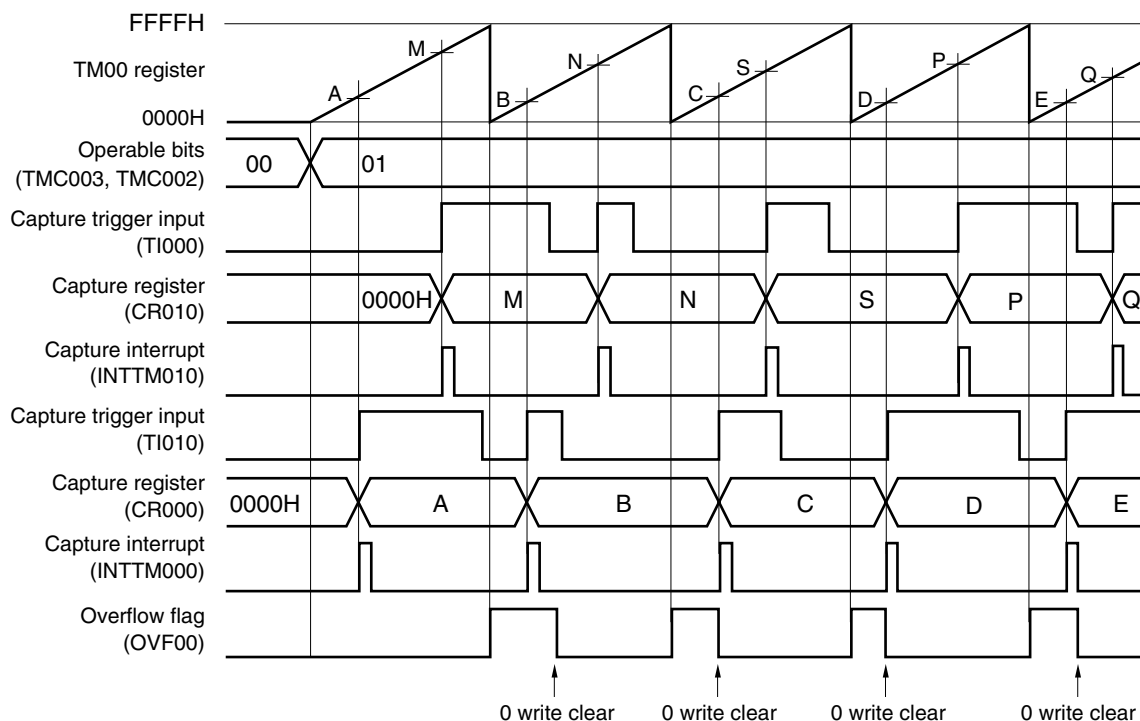 FFFFH
TM00 register
0000H
A M B N C S D P E Q
Operable bits
(TMC003, TMC002)
00 01
Capture trigger input
(TI000)
Capture register
(CR010)
0000H M N S P Q
Capture interrupt
(INTTM010)
Capture trigger input
(TI010)
Capture register
(CR000)
0000H A B C D E
Capture interrupt
(INTTM000)
Overflow flag
(OVF00)
0 write clear 0 write clear 0 write clear 0 write clear